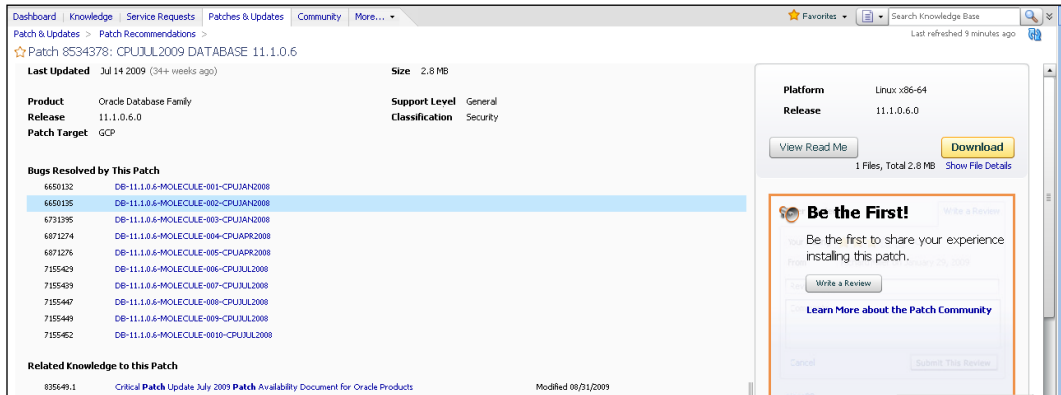 Dashboard Knowledge Service Requests Patches & Updates Community More... Favorites Search Knowledge Base
Patch & Updates > Patch Recommendations > Last refreshed 9 minutes ago
Patch 8534378: CPUJUL2009 DATABASE 11.1.0.6
Last Updated Jul 14 2009 (34+ weeks ago) Size 2.8 MB
Product Oracle Database Family Support Level General
Release 11.1.0.6.0 Classification Security
Patch Target GCP
Bugs Resolved by This Patch
6650132 DB-11.1.0.6-MOLECULE-001-CPUJAN2008
6650135 DB-11.1.0.6-MOLECULE-002-CPUJAN2008
6731395 DB-11.1.0.6-MOLECULE-003-CPUJAN2008
6871274 DB-11.1.0.6-MOLECULE-004-CPUAPR2008
6871276 DB-11.1.0.6-MOLECULE-005-CPUAPR2008
7155429 DB-11.1.0.6-MOLECULE-006-CPUJUL2008
7155439 DB-11.1.0.6-MOLECULE-007-CPUJUL2008
7155447 DB-11.1.0.6-MOLECULE-008-CPUJUL2008
7155449 DB-11.1.0.6-MOLECULE-009-CPUJUL2008
7155452 DB-11.1.0.6-MOLECULE-0010-CPUJUL2008
Related Knowledge to this Patch
835649.1 Critical Patch Update July 2009 Patch Availability Document for Oracle Products Modified 08/31/2009
Platform Linux x86-64
Release 11.1.0.6.0
View Read Me Download
1 Files, Total 2.8 MB Show File Details
Be the First! Write a Review
Be the first to share your experience
installing this patch.
Write a Review
Learn More about the Patch Community
Cancel Submit This Review